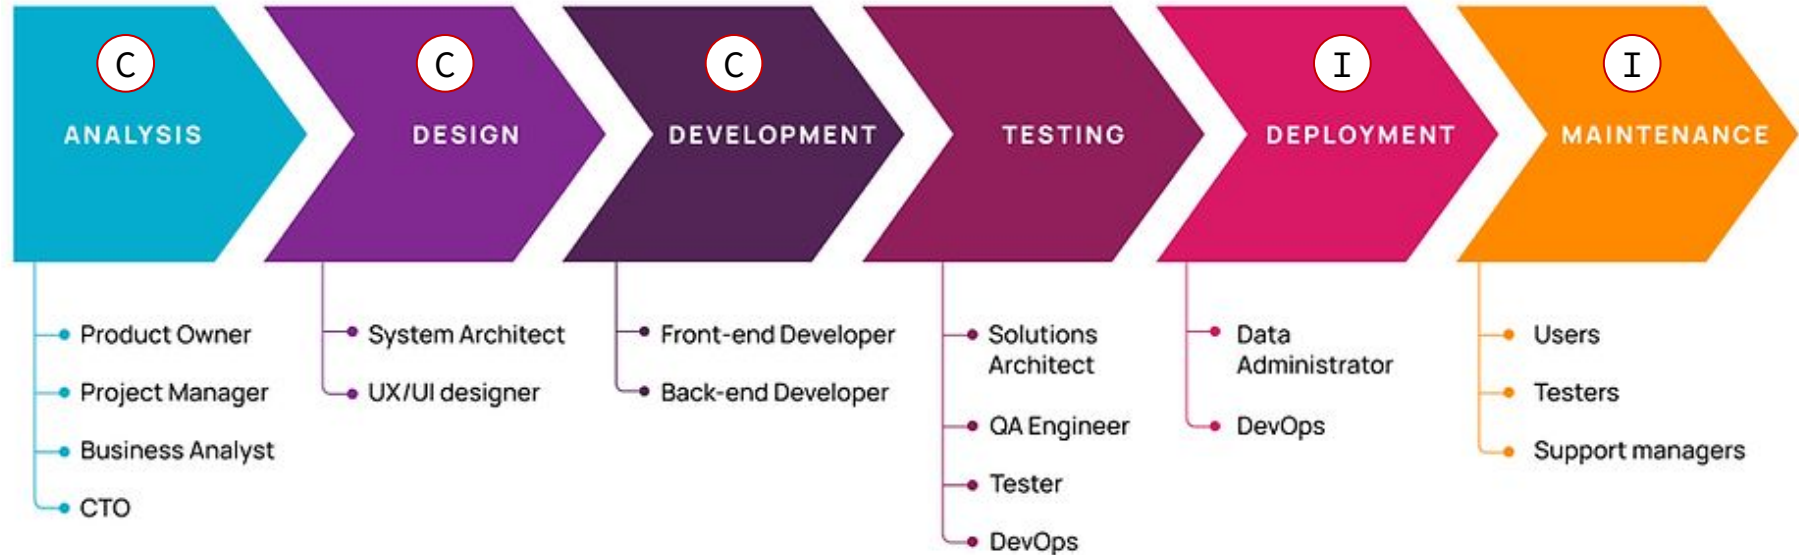 C
C
C
I
I
ANALYSIS
DESIGN
DEVELOPMENT
TESTING
DEPLOYMENT
MAINTENANCE
Product Owner
Project Manager
Business Analyst
CTO
System Architect
UX/UI designer
Front-end Developer
Back-end Developer
Solutions
Architect
QA Engineer
Tester
DevOps
Data
Administrator
DevOps
Users
Testers
Support managers